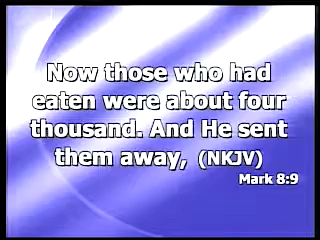 Now those who had
eaten were about four
thousand. And He sent
them away, (NKJV)
Mark 8:9